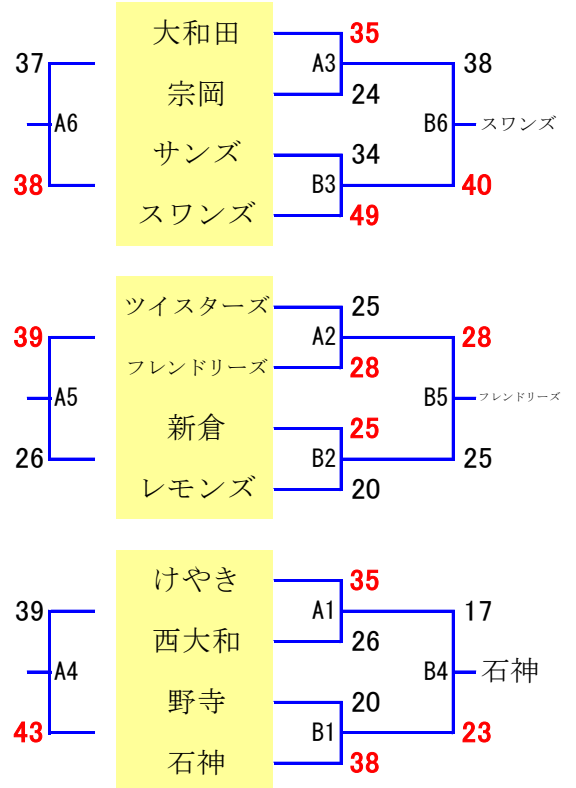 大和田 35
37 A3 38
宗岡 24
A6 B6 スワンズ
サンズ 34
38 B3 40
スワンズ 49
ツイスターズ 25
39 A2 28
フレンドリーズ 28
A5 B5 フレンドリーズ
新倉 25
26 B2 25
レモンズ 20
けやき 35
39 A1 17
西大和 26
A4 B4 石神
野寺 20
43 B1 23
石神 38